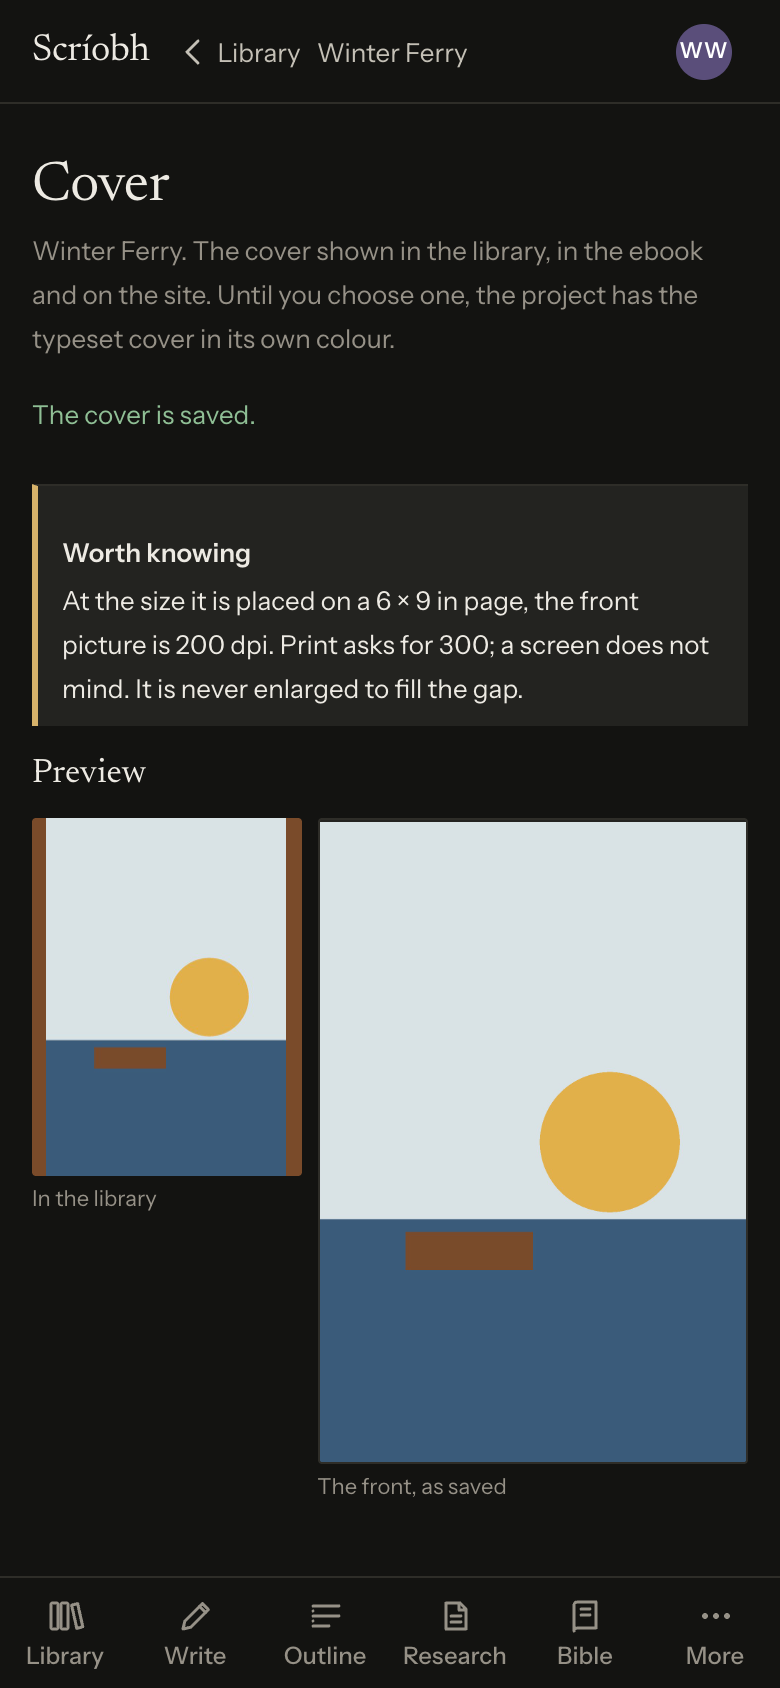 Scríobh
Library
Winter Ferry
WW
Cover
Winter Ferry. The cover shown in the library, in the ebook
and on the site. Until you choose one, the project has the
typeset cover in its own colour.
The cover is saved.
Worth knowing
At the size it is placed on a 6 × 9 in page, the front
picture is 200 dpi. Print asks for 300; a screen does not
mind. It is never enlarged to fill the gap.
Preview
In the library
The front, as saved
Library
Write
Outline
Research
Bible
More